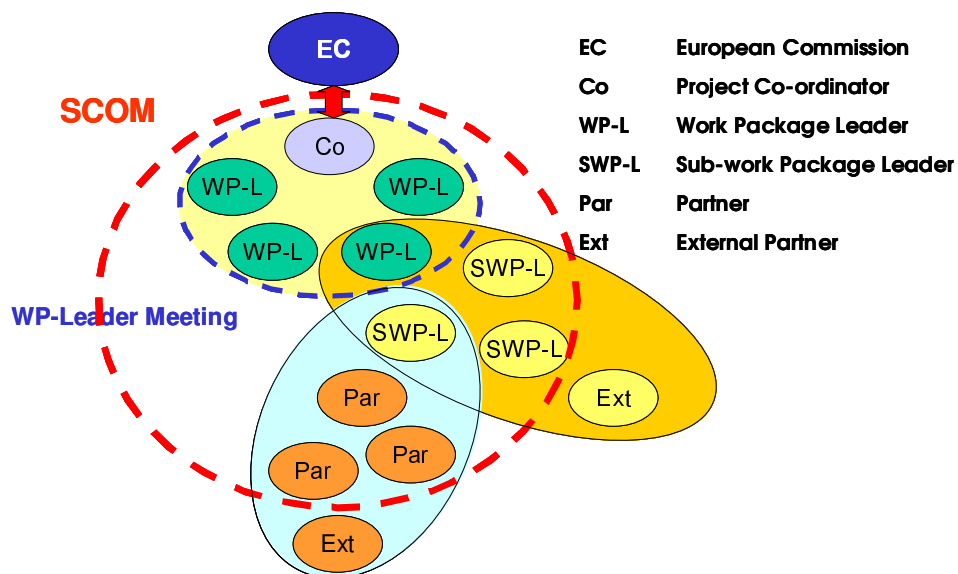 EC
SCOM
Co
WP-L
WP-L
WP-L
WP-L
SWP-L
WP-Leader Meeting
SWP-L
SWP-L
Par
Ext
Par
Par
Ext
EC European Commission
Co Project Co-ordinator
WP-L Work Package Leader
SWP-L Sub-work Package Leader
Par Partner
Ext External Partner